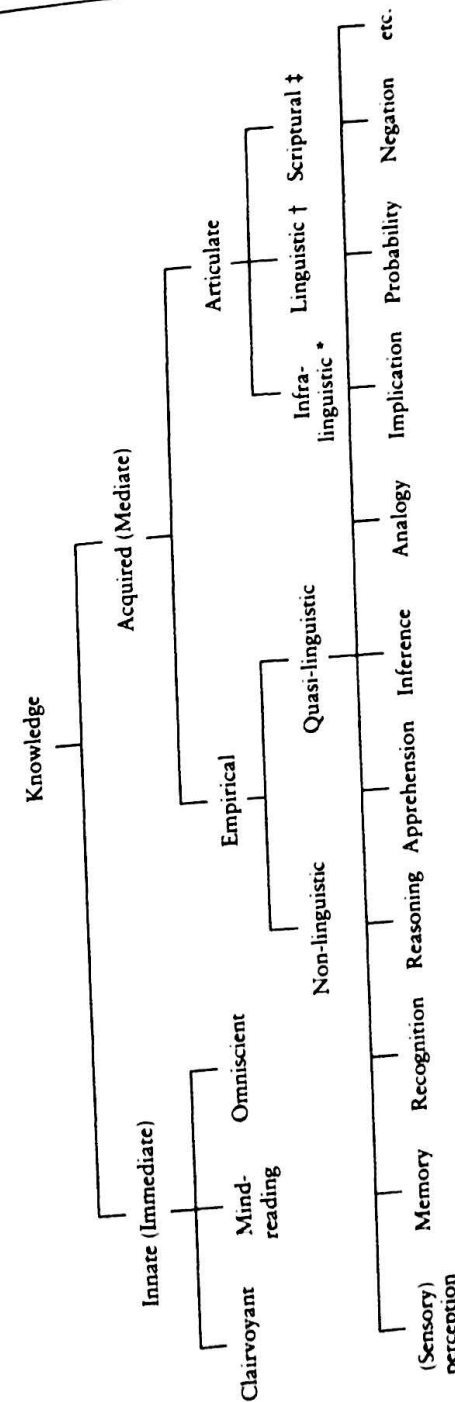 Knowledge
Innate (Immediate)
Acquired (Mediate)
Clairvoyant
Mind-
reading
Omniscient
Empirical
Articulate
Non-linguistic
Quasi-linguistic
Infra-
linguistic *
Linguistic †
Scriptural ‡
(Sensory)
perception
Memory
Recognition
Reasoning
Apprehension
Inference
Analogy
Implication
Probability
Negation
etc.